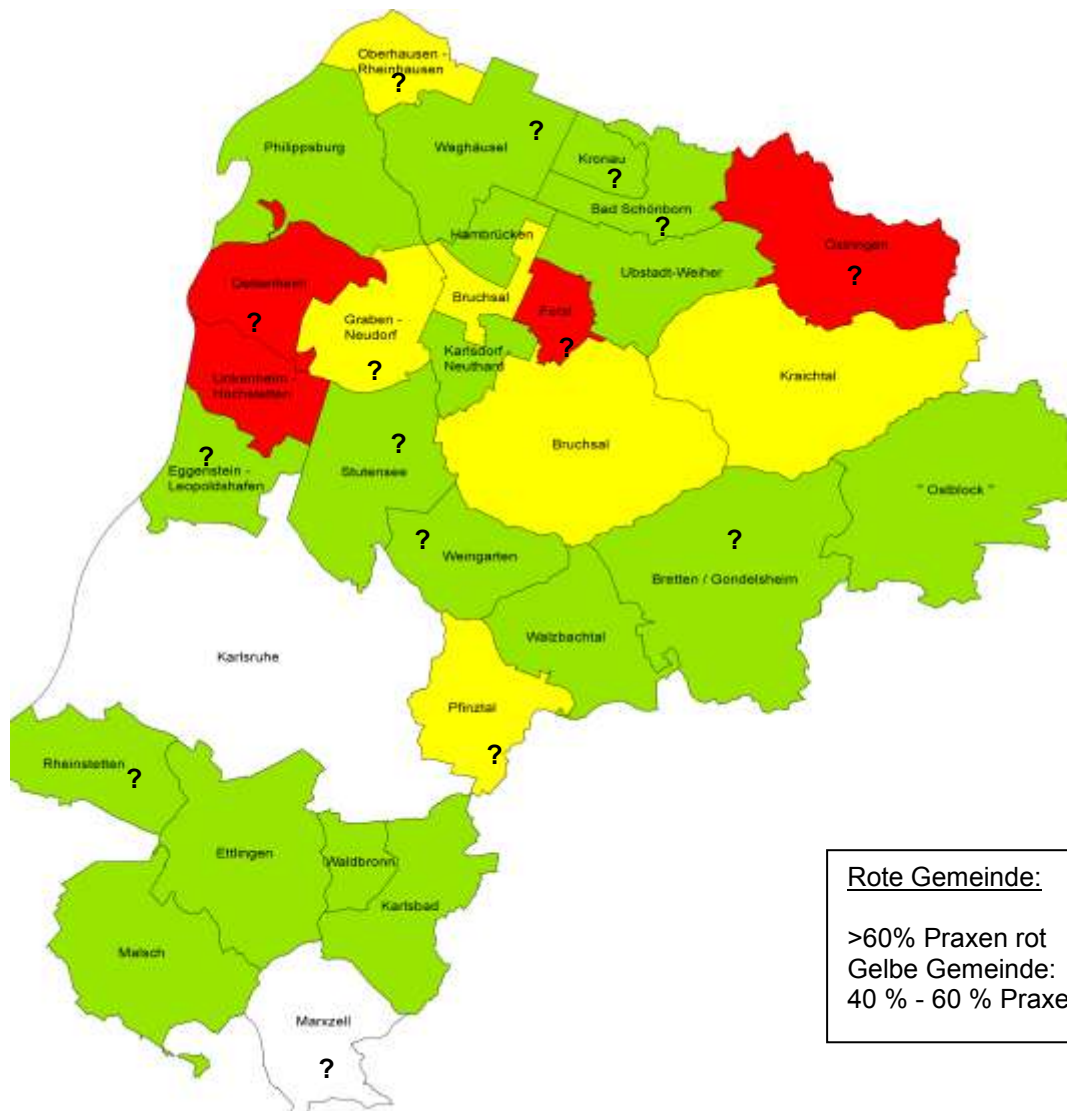 Oberhausen -
Rheinhausen
?
Philippsburg
Waghäusel
?
Kronau
?
Bad Schönborn
?
Hambrücken
Östringen
?
Ubstadt-Weiher
Dettenheim
?
Bruchsal
Forst
?
Graben -
Neudorf
?
Karlsdorf -
Neuthard
Kraichtal
Linkenheim -
Hochstetten
Bruchsal
?
Eggenstein -
Leopoldshafen
?
Stutensee
" Ostblock "
?
Weingarten
?
Bretten / Gondelsheim
Walzbachtal
Karlsruhe
Pfinztal
?
Rheinstetten
?
Ettlingen
Waldbronn
Karlsbad
Malsch
Marxzell
?
Rote Gemeinde:
>60% Praxen rot
Gelbe Gemeinde:
40 % - 60 % Praxe